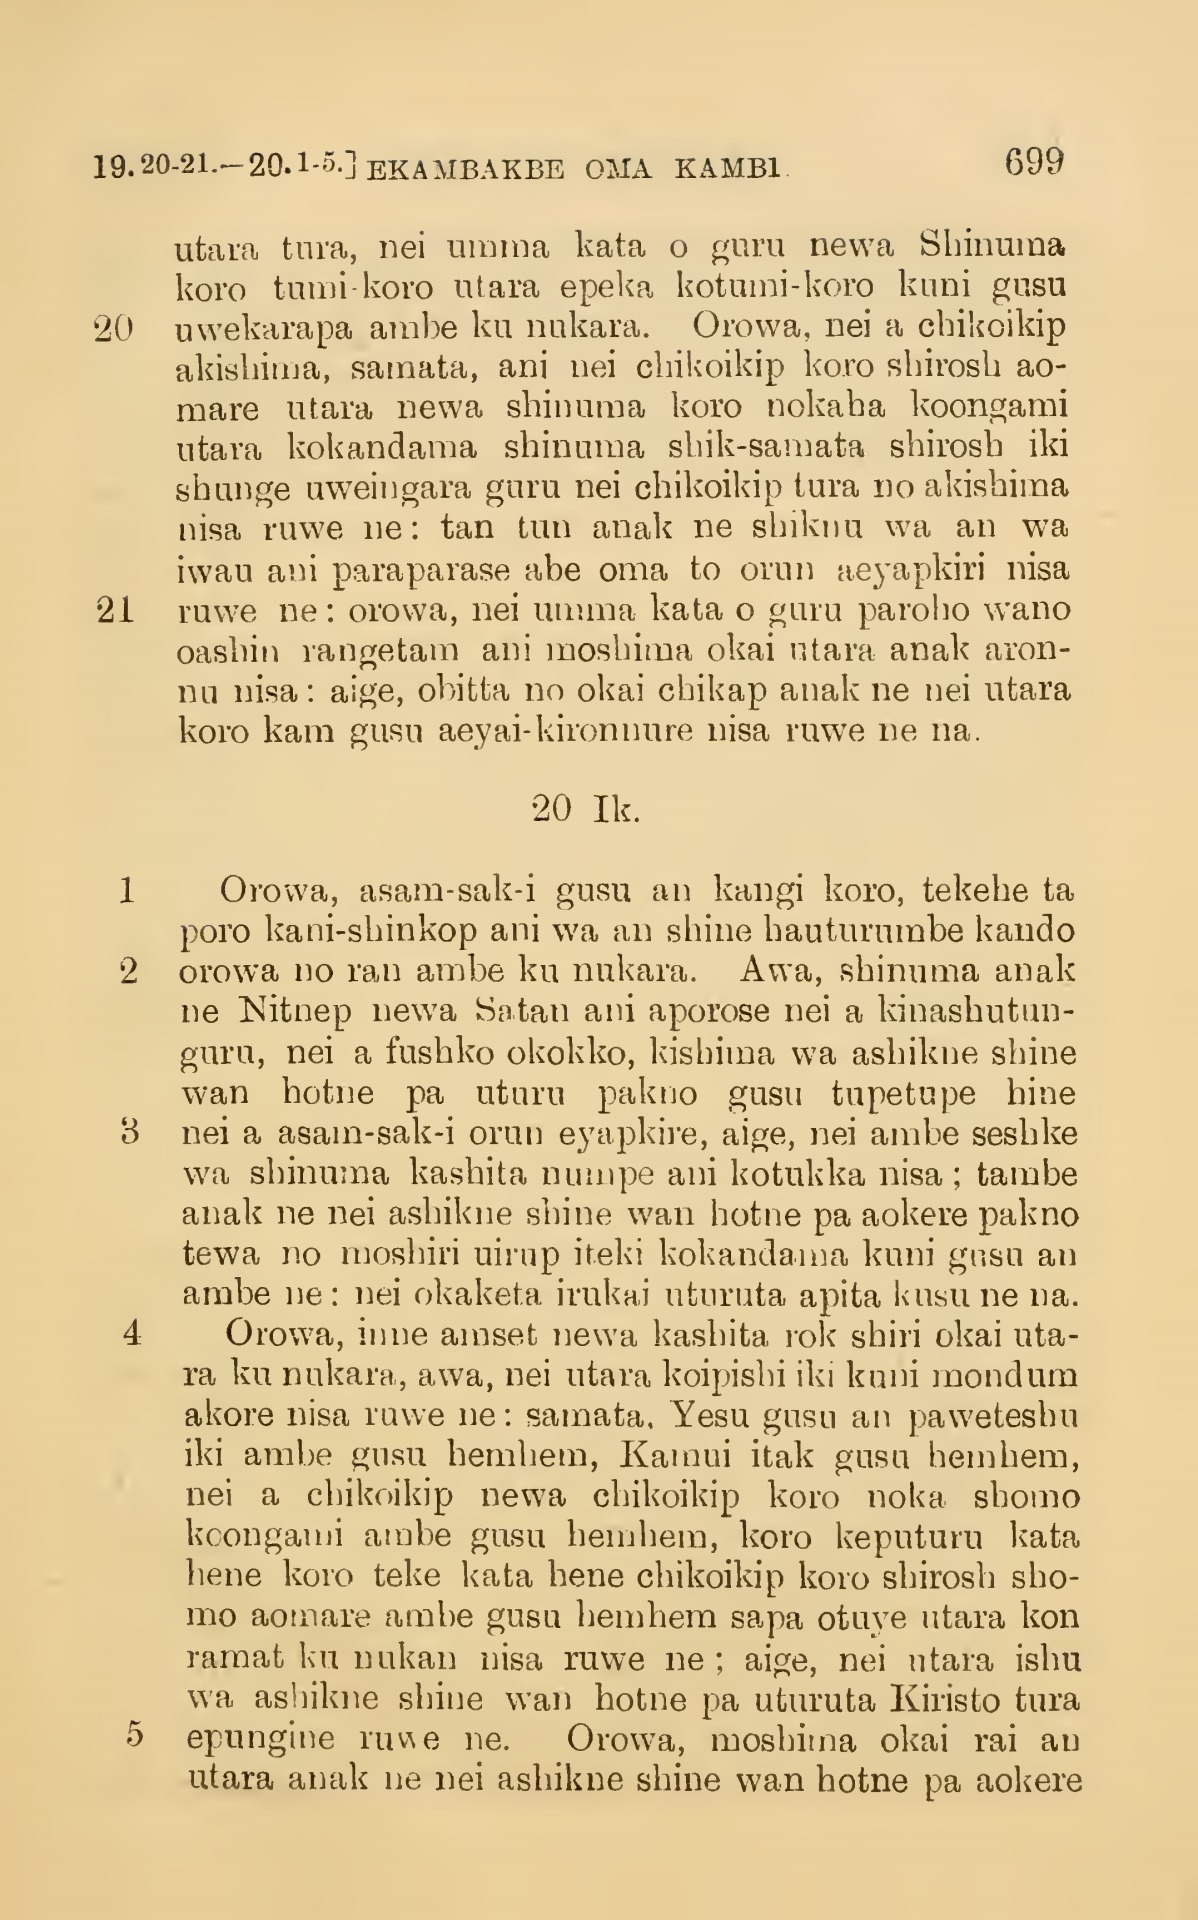 19. 20-21.—20. 1-5.] EKAMBAKBE OMA KAMBI. 699
utara tura, nei umma kata o guru newa Shinuma
koro tumi-koro utara epeka kotumi-koro kuni gusu
20 uwekarapa ambe ku nukara. Orowa, nei a chikoikip
akishima, samata, ani nei chikoikip koro shirosh ao-
mare utara newa shinuma koro nokaha koongami
utara kokandama shinuma shik-samata shirosh iki
shunge uweingara guru nei chikoikip tura no akishima
nisa ruwe ne: tan tun anak ne shiknu wa an wa
iwau ani paraparase abe oma to orun aeyapkiri nisa
21 ruwe ne: orowa, nei umma kata o guru paroho wano
oashin rangetam ani moshima okai utara anak aron-
nu nisa: aige, obitta no okai chikap anak ne nei utara
koro kam gusu aeyai-kironnure nisa ruwe ne na.
20 Ik.
1 Orowa, asam-sak-i gusu an kangi koro, tekehe ta
poro kani-shinkop ani wa an shine hauturumbe kando
2 orowa no ran ambe ku nukara. Awa, shinuma anak
ne Nitnep newa Satan ani aporose nei a kinashutun-
guru, nei a fushko okokko, kishima wa ashikne shine
wan hotne pa uturu pakno gusu tupetupe hine
3 nei a asam-sak-i orun eyapkire, aige, nei ambe seshke
wa shinuma kashita numpe ani kotukka nisa; tambe
anak ne nei ashikne shine wan hotne pa aokere pakno
tewa no moshiri uirup iteki kokandama kuni gusu an
ambe ne: nei okaketa irukai uturuta apita kusu ne na.
4 Orowa, inne amset newa kashita rok shiri okai uta-
ra ku nukara, awa, nei utara koipishi iki kuni mondum
akore nisa ruwe ne: samata, Yesu gusu an paweteshu
iki ambe gusu hemhem, Kamui itak gusu hemhem,
nei a chikoikip newa chikoikip koro noka shomo
koongami ambe gusu hemhem, koro keputuru kata
hene koro teke kata hene chikoikip koro shirosh sho-
mo aomare ambe gusu hemhem sapa otuye utara kon
ramat ku nukan nisa ruwe ne; aige, nei utara ishu
wa ashikne shine wan hotne pa uturuta Kiristo tura
5 epungine ruwe ne. Orowa, moshima okai rai an
utara anak ne nei ashikne shine wan hotne pa aokere